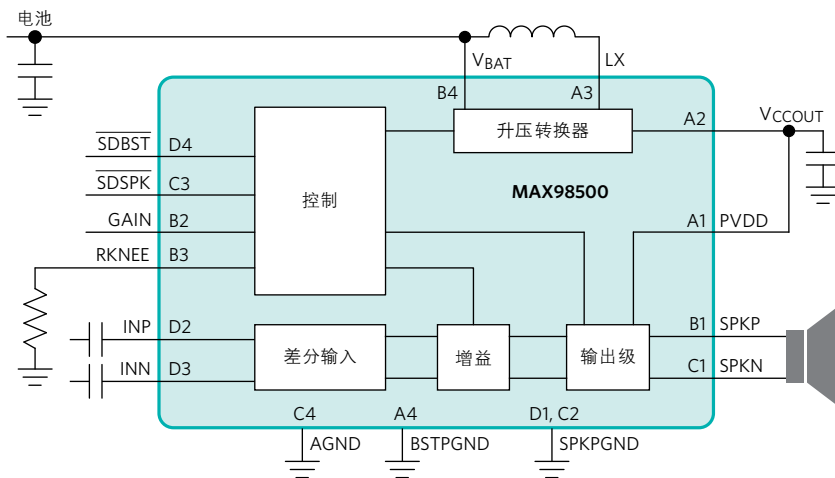 电池
VBAT
LX
B4
A3
升压转换器
A2
VCCOUT
SDBST D4
SDSPK C3
GAIN B2
RKNEE B3
控制
MAX98500
A1 PVDD
INP D2
INN D3
差分输入
增益
输出级
B1 SPKP
C1 SPKN
C4
A4
D1, C2
AGND
BSTPGND
SPKPGND